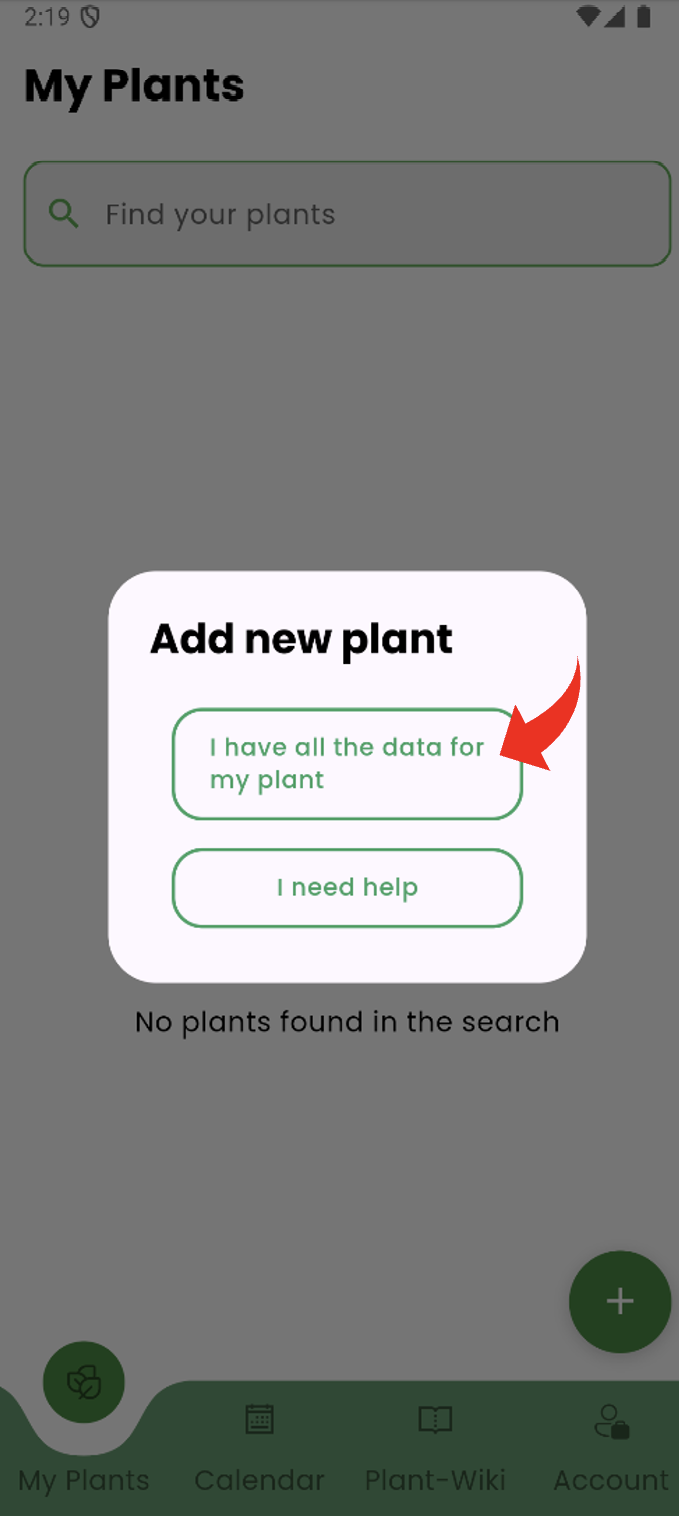 2:19
My Plants
Find your plants
Add new plant
I have all the data for
my plant
I need help
No plants found in the search
+
My Plants Calendar Plant-Wiki Account